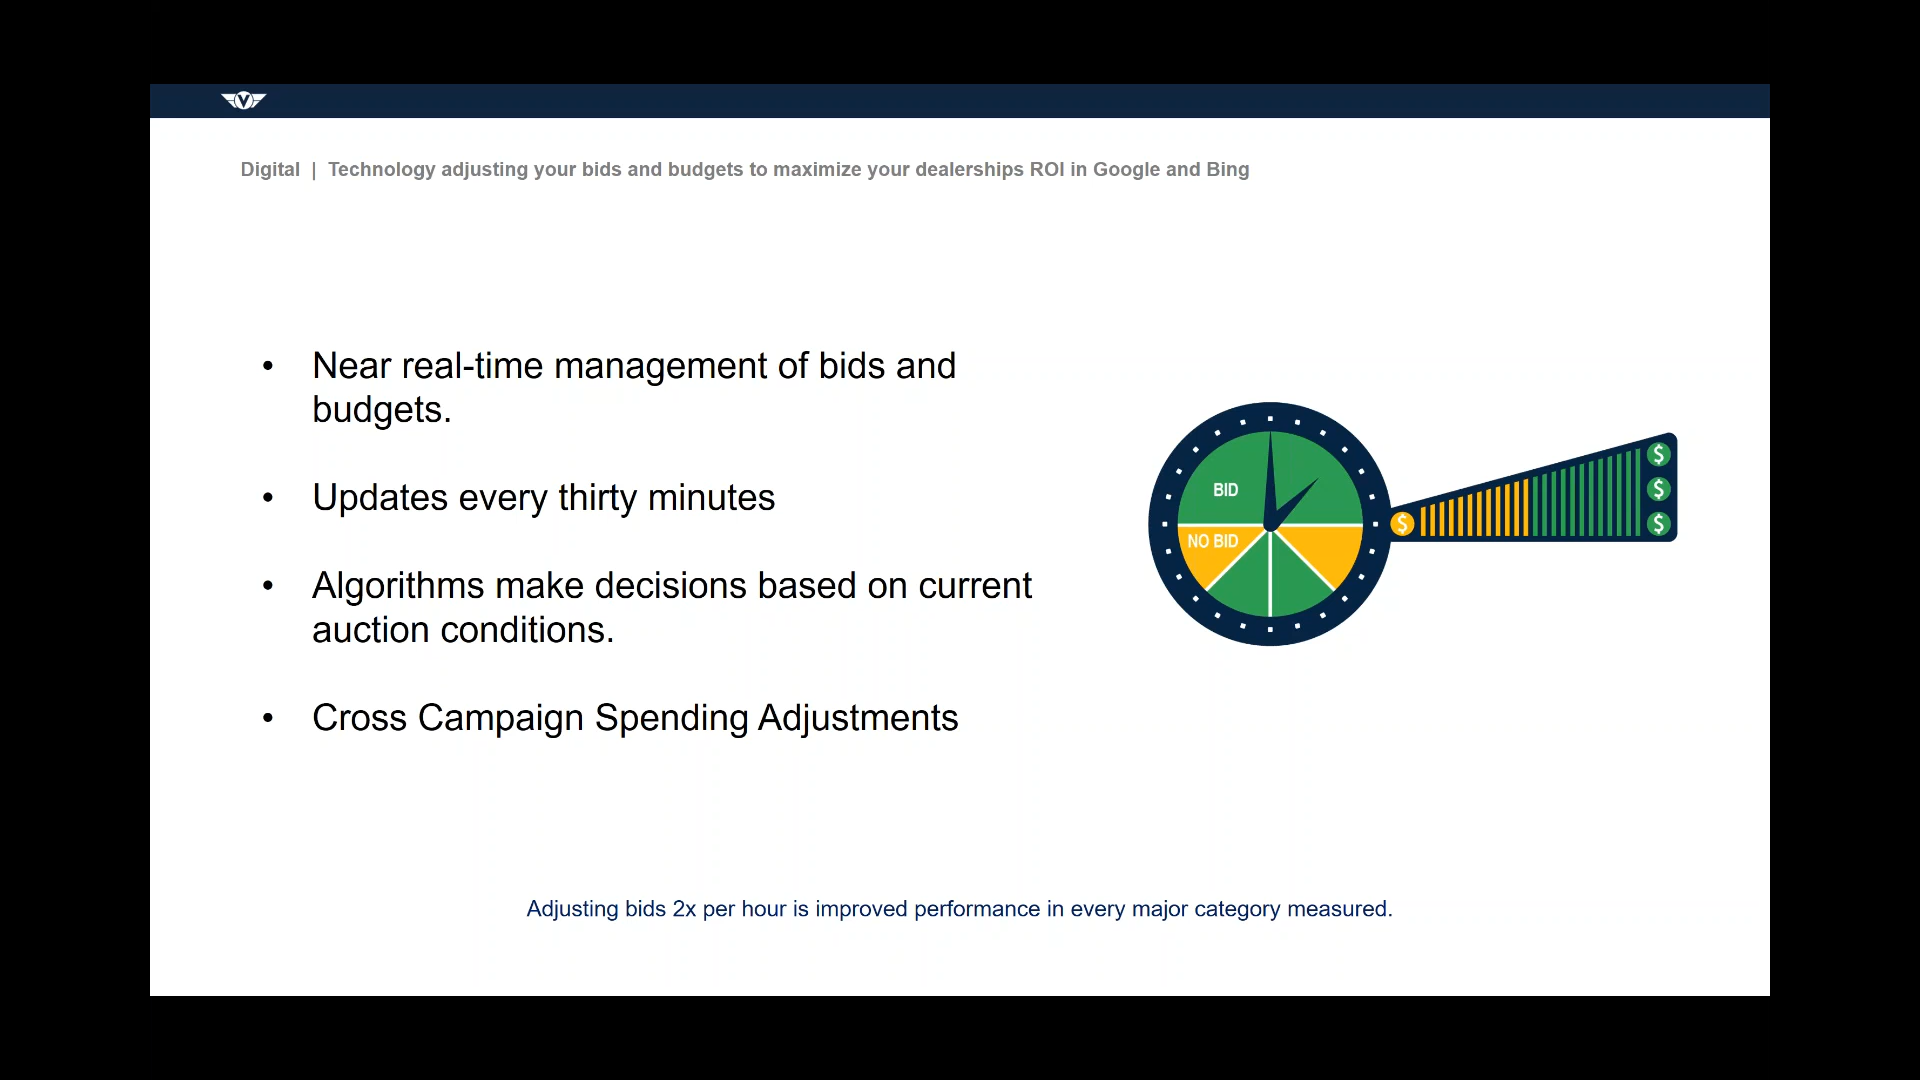 Digital | Technology adjusting your bids and budgets to maximize your dealerships ROI in Google and Bing
• Near real-time management of bids and
budgets.
• Updates every thirty minutes
• Algorithms make decisions based on current
auction conditions.
• Cross Campaign Spending Adjustments
BID
NO BID
$
$
$
$
Adjusting bids 2x per hour is improved performance in every major category measured.
V